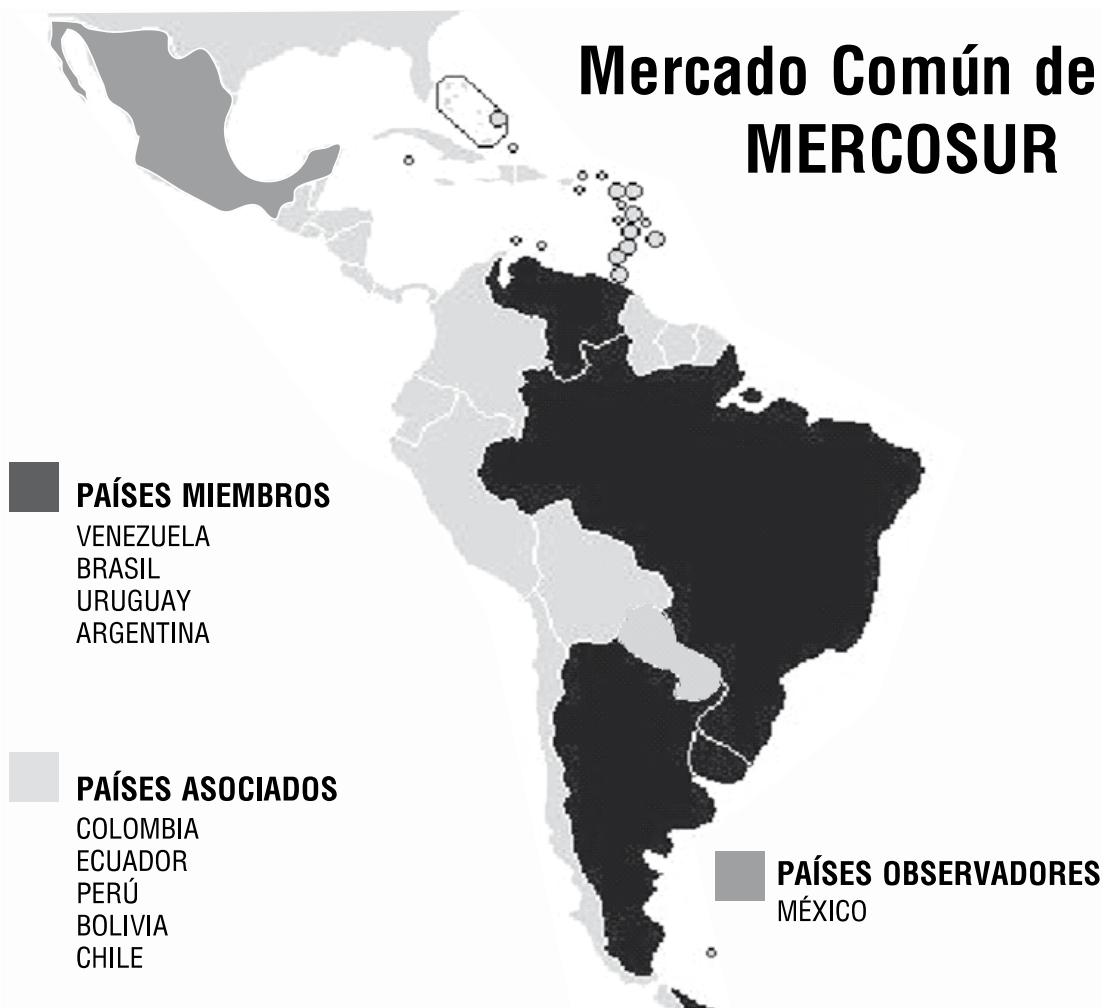 Mercado Común de
MERCOSUR
PAÍSES MIEMBROS
VENEZUELA
BRASIL
URUGUAY
ARGENTINA
PAÍSES ASOCIADOS
COLOMBIA
ECUADOR
PERÚ
BOLIVIA
CHILE
PAÍSES OBSERVADORES
MÉXICO